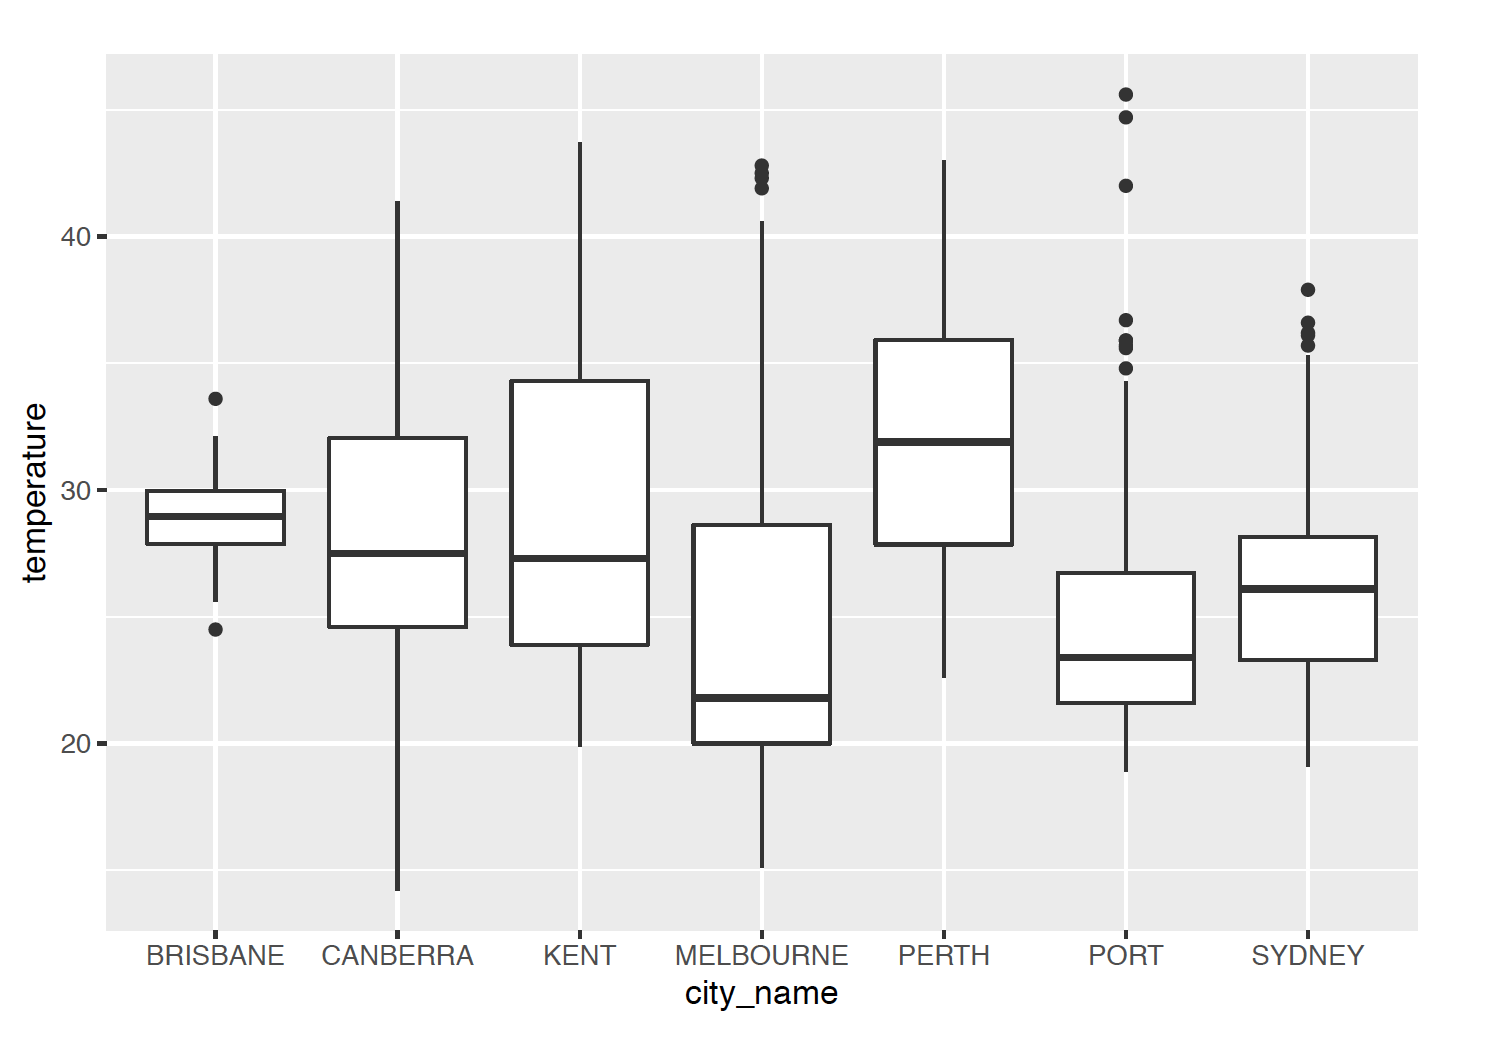 temperature
40
30
20
BRISBANE CANBERRA KENT MELBOURNE PERTH PORT SYDNEY
city_name